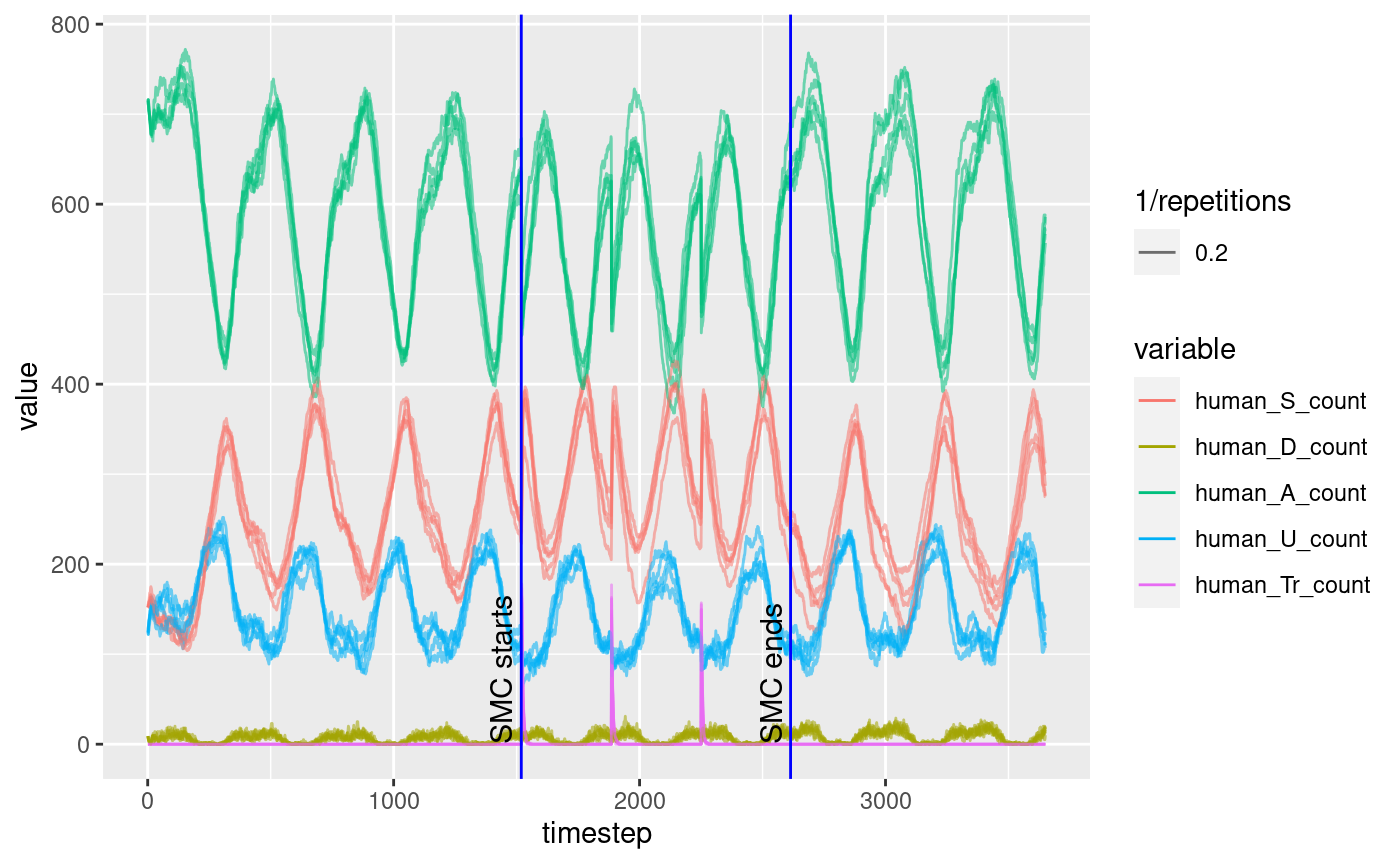 800
600
400
200
0
value
SMC starts
SMC ends
0
1000
2000
3000
timestep
1/repetitions
0.2
variable
human_S_count
human_D_count
human_A_count
human_U_count
human_Tr_count